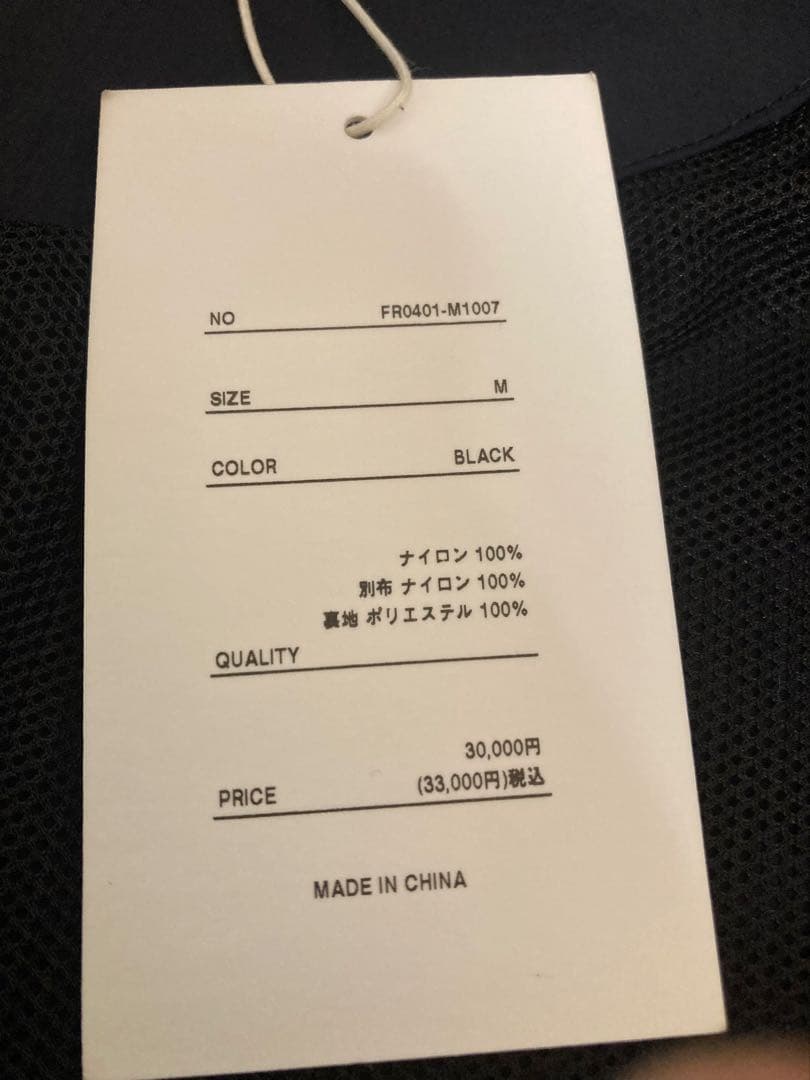 NO FR0401-M1007
SIZE M
COLOR BLACK
ナイロン 100%
別布 ナイロン 100%
裏地 ポリエステル 100%
QUALITY
30,000円
PRICE (33,000円)税込
MADE IN CHINA